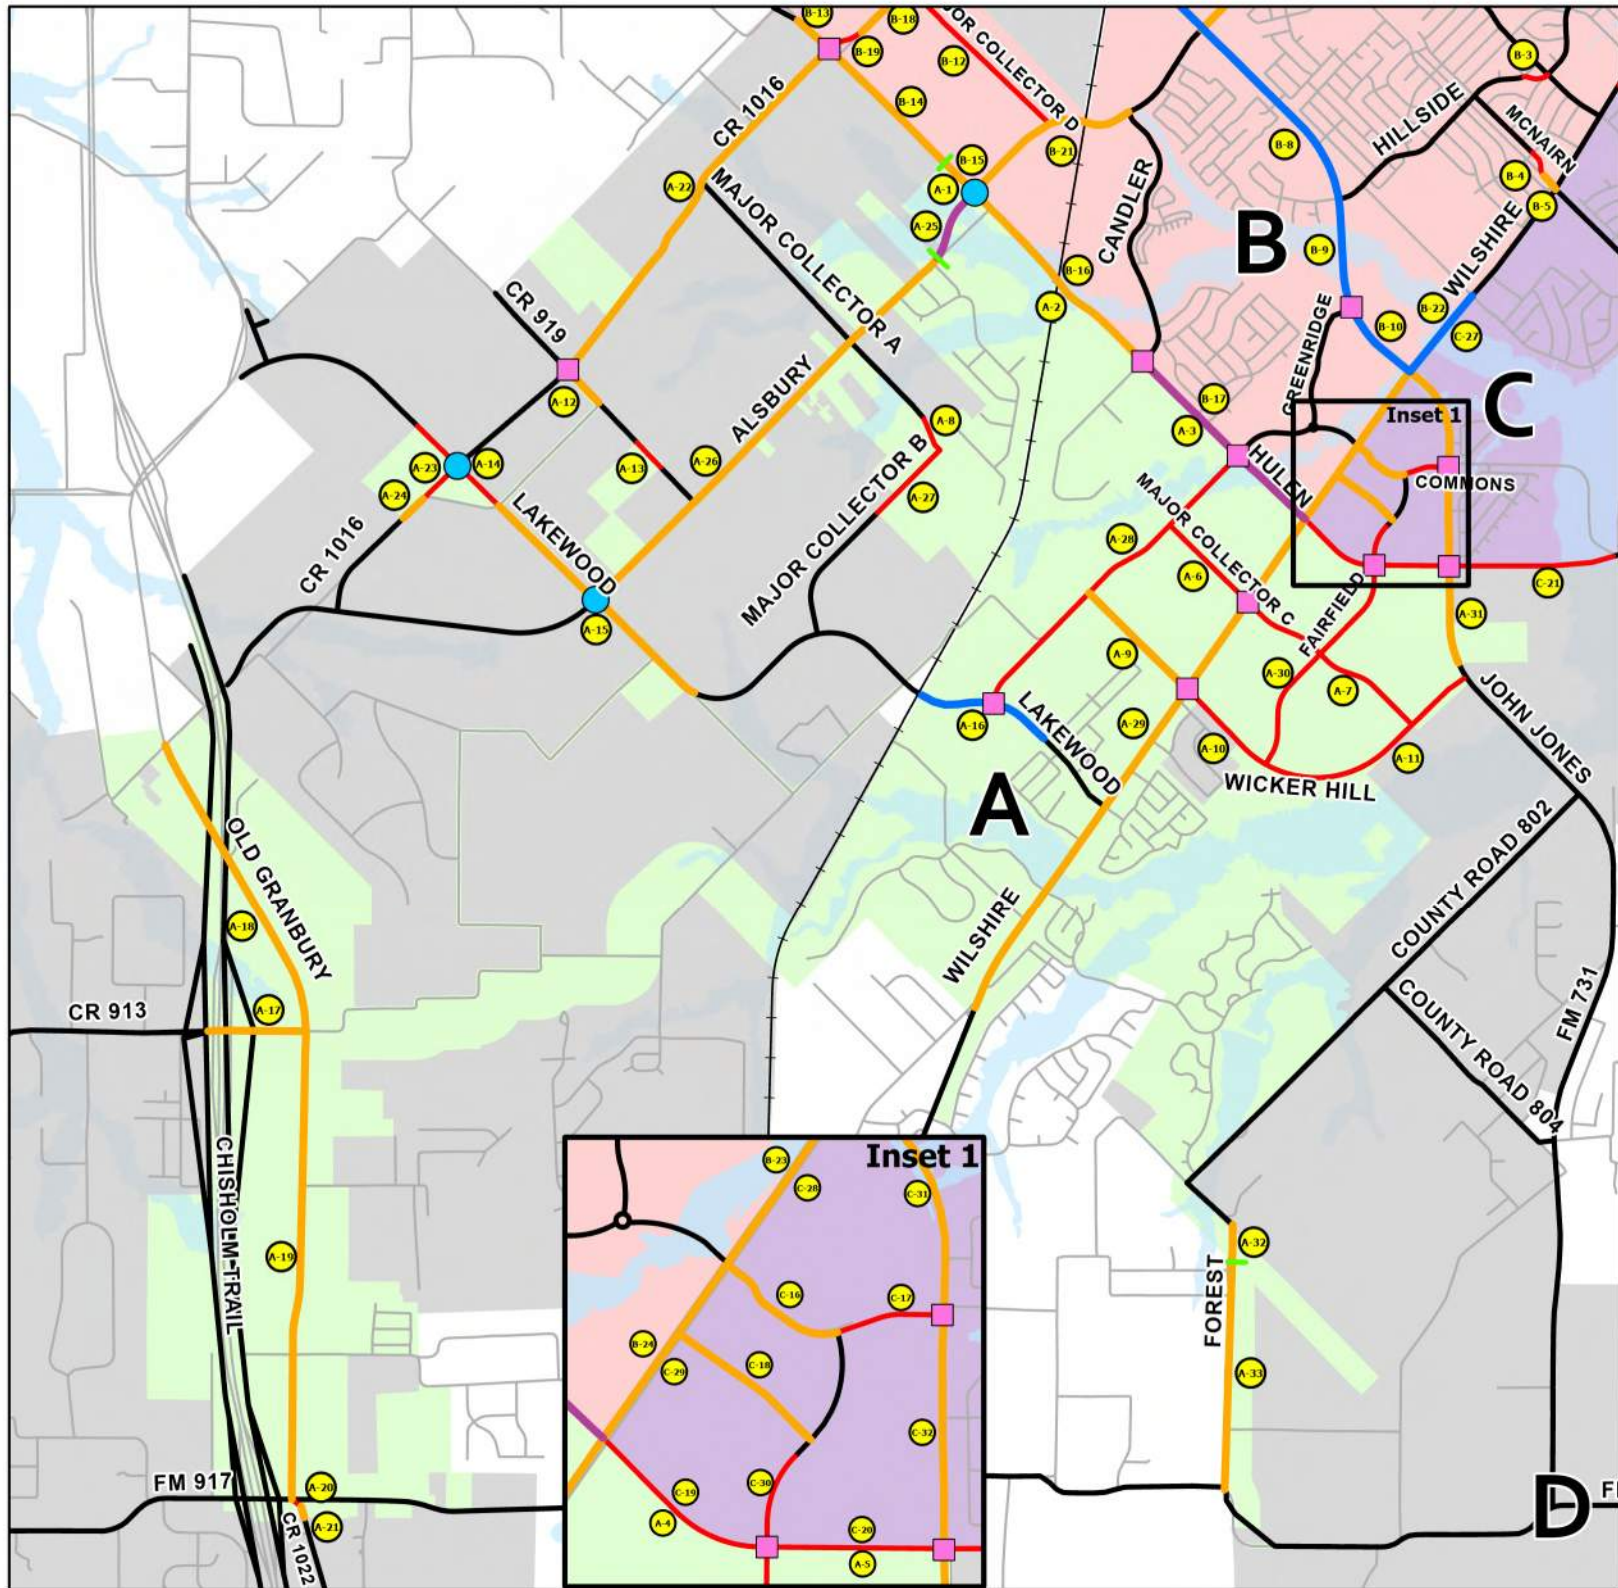 B-13
B-18
B-19
B-12
JOR COLLECTOR D
B-3
CR 1016
B-14
B-8
HILLSIDE
MCNAIRN
B-15
B-21
A-22
A-1
B-4
B-5
MAJOR COLLECTOR A
A-25
CANDLER
B
B-9
WILSHIRE
B-16
A-2
CR 919
GREENRIDGE
B-10
B-22
C-27
A-12
ALSBURY
B-17
A-3
C
Inset 1
A-8
A-23
A-14
A-13
A-26
MAJOR COLLECTOR B
HULEN
COMMONS
A-24
A-27
LAKEWOOD
MAJOR COLLECTOR C
CR 1016
A-28
A-6
FAIRFIELD
C-21
A-15
A-31
A-9
A-30
A-7
A-16
LAKEWOOD
A-29
A-10
A-11
JOHN JONES
WICKER HILL
A
COUNTY ROAD 802
OLD GRANBURY
A-18
WILSHIRE
CR 913
A-17
COUNTY ROAD 804
FM 731
CHISHOLM TRAIL
A-19
Inset 1
B-23
C-28
C-31
C-16
C-17
B-24
C-29
C-18
C-32
C-19
C-30
A-4
C-20
A-5
A-32
FOREST
A-33
FM 917
A-20
A-21
CR 1022
D